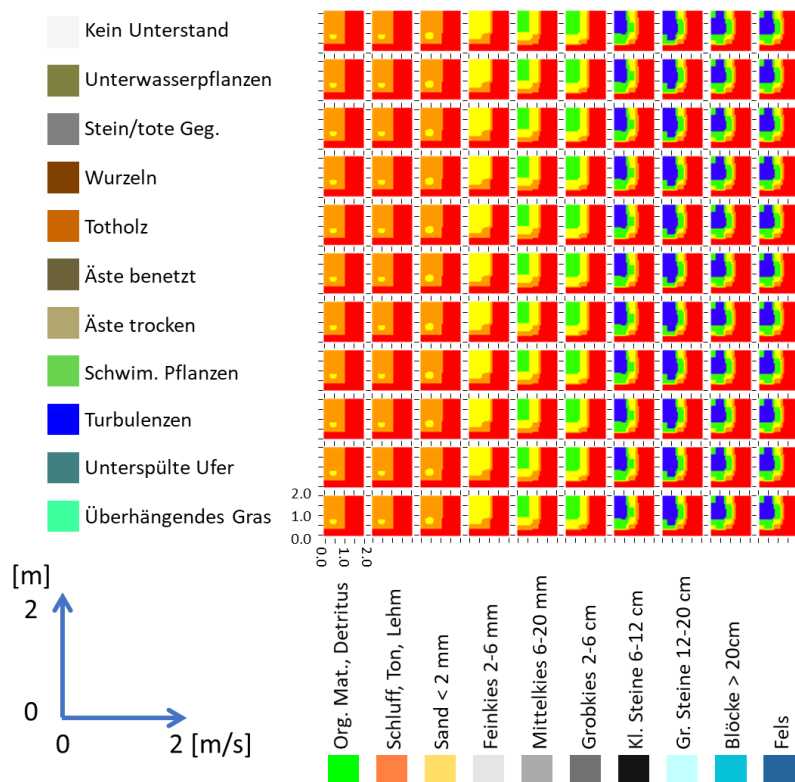 Kein Unterstand
Unterwasserpflanzen
Stein/tote Geg.
Wurzeln
Totholz
Äste benetzt
Äste trocken
Schwim. Pflanzen
Turbulenzen
Unterspülte Ufer
Überhängendes Gras
2.0
1.0
0.0
0.0
1.0
2.0
[m]
2
0
0
2 [m/s]
Org. Mat., Detritus
Schluff, Ton, Lehm
Sand < 2 mm
Feinkies 2-6 mm
Mittelkies 6-20 mm
Grobkies 2-6 cm
Kl. Steine 6-12 cm
Gr. Steine 12-20 cm
Blöcke > 20cm
Fels